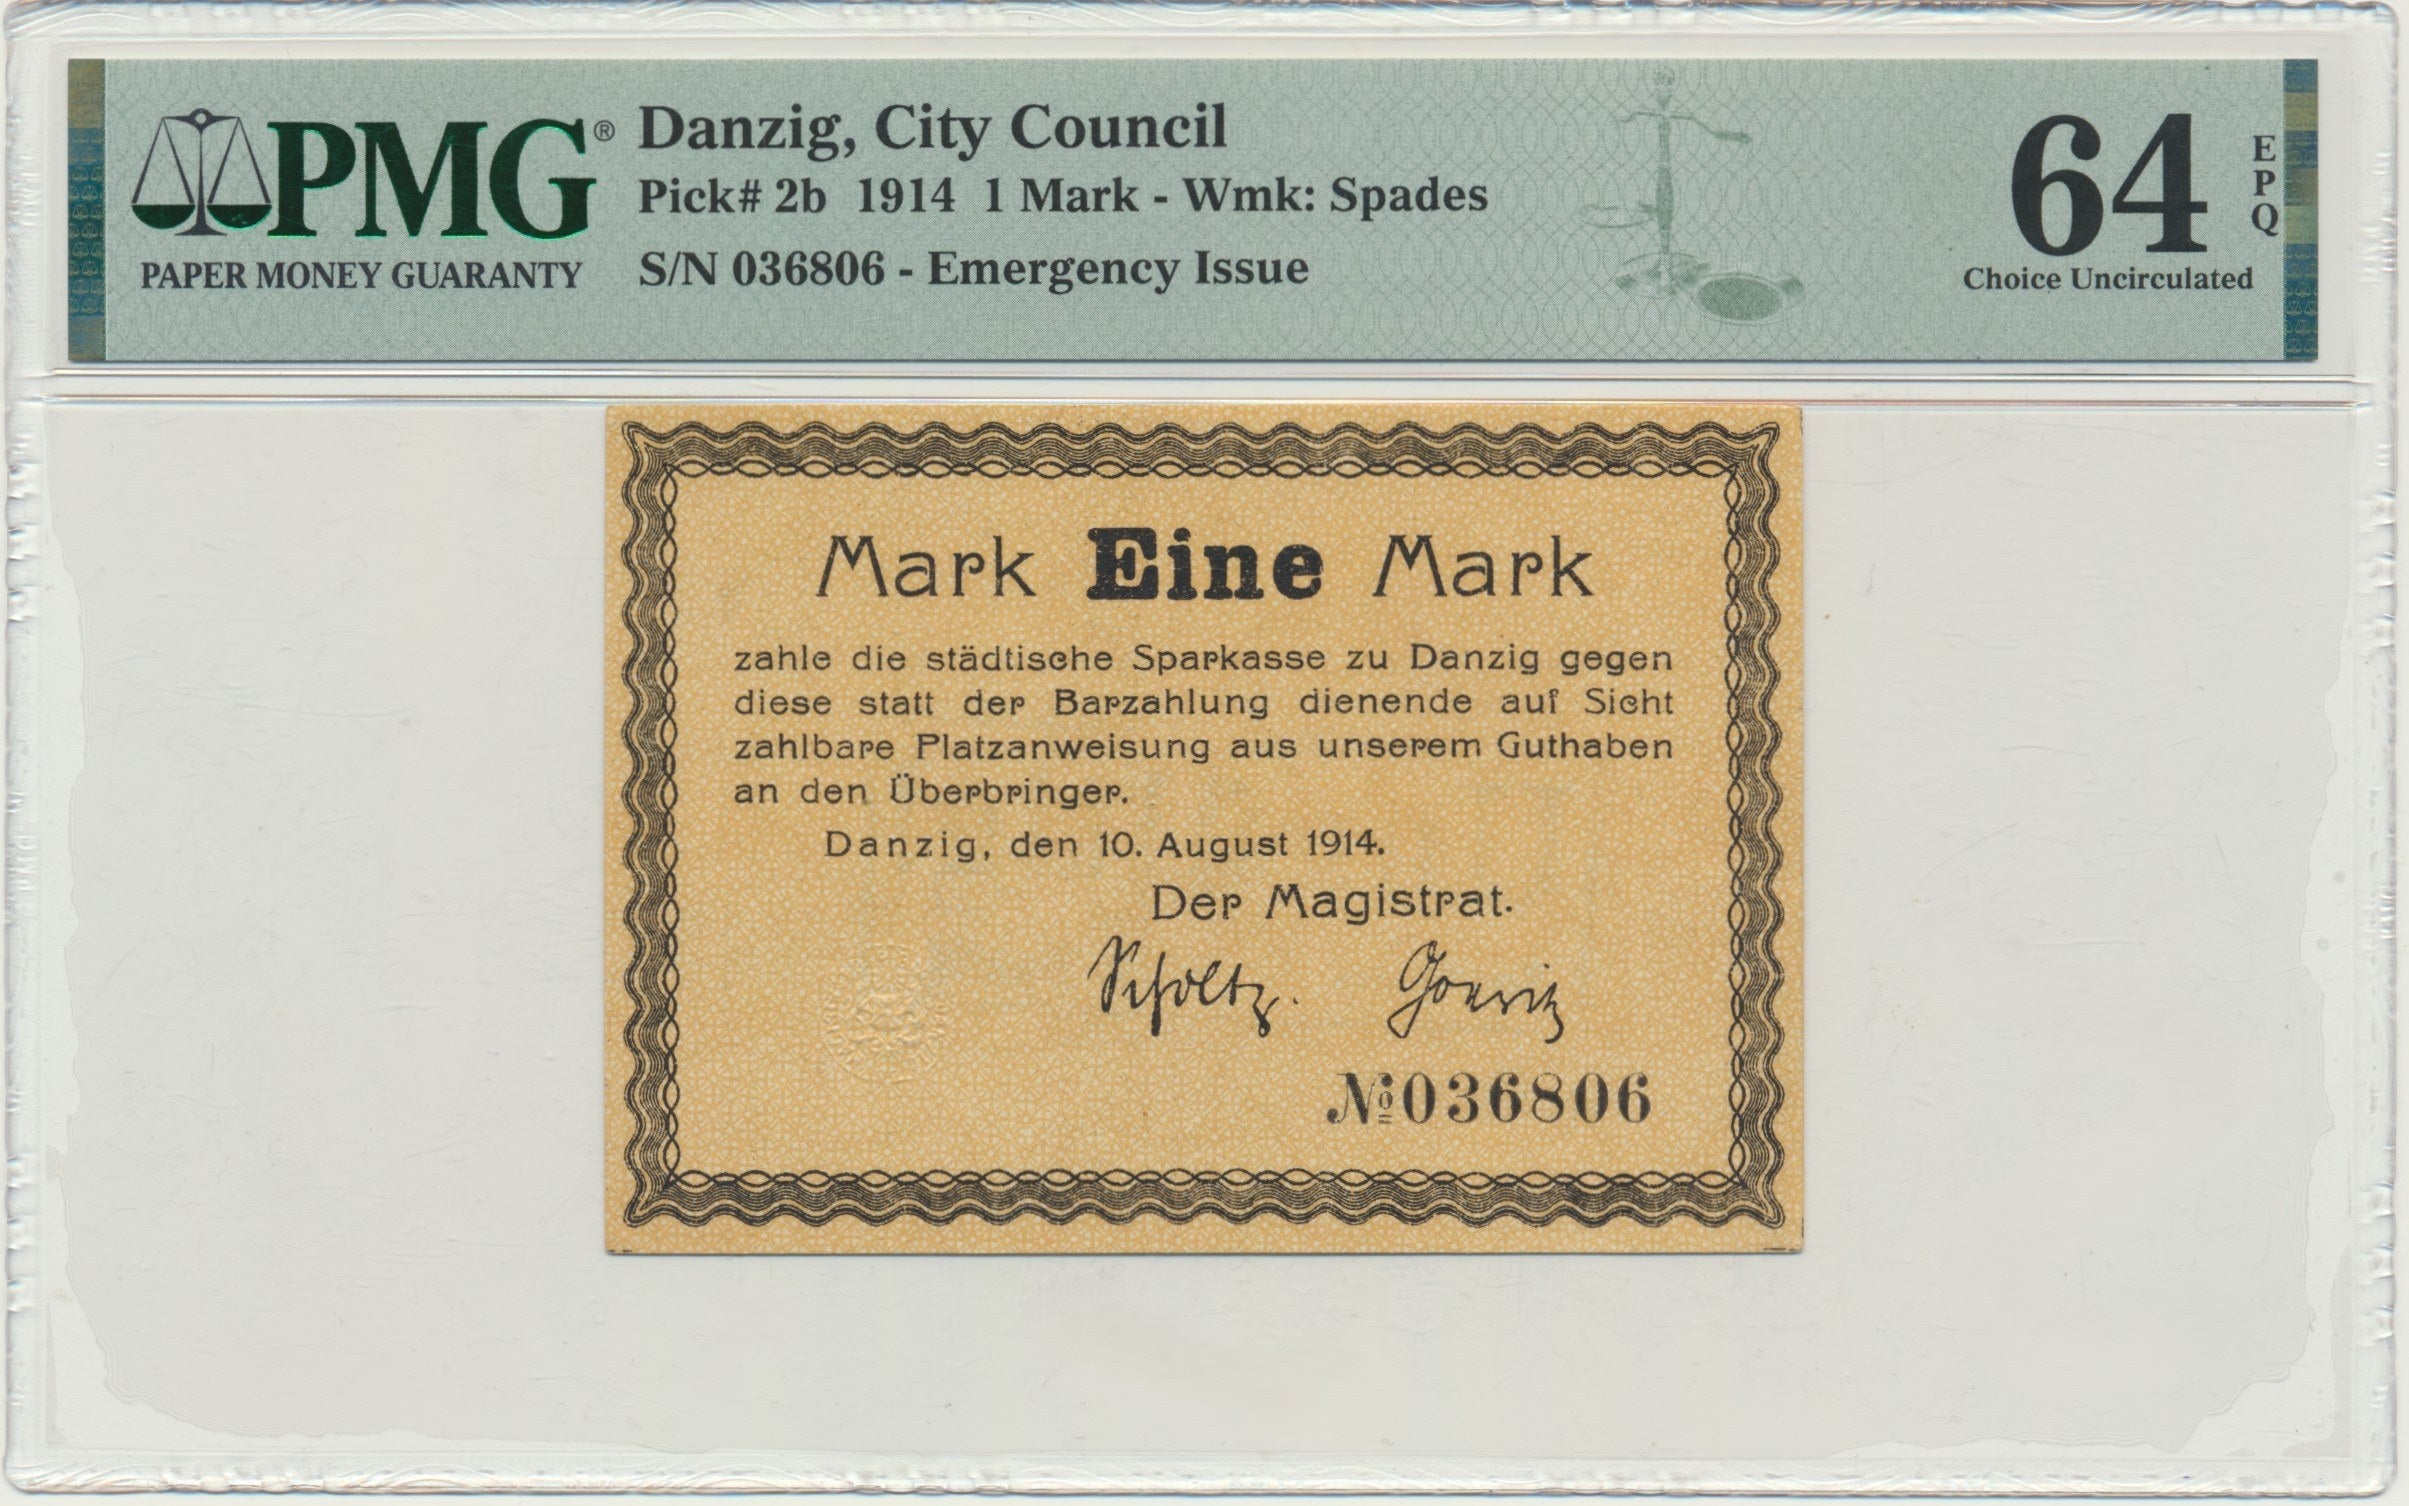 PMG®
PAPER MONEY GUARANTY
Danzig, City Council
Pick# 2b 1914 1 Mark - Wmk: Spades
S/N 036806 - Emergency Issue
64
EPQ
Choice Uncirculated
Mark Eine Mark
zahle die städtische Sparkasse zu Danzig gegen
diese statt der Barzahlung dienende auf Sicht
zahlbare Platzanweisung aus unserem Guthaben
an den Überbringer.
Danzig, den 10. August 1914.
Der Magistrat.
Scholtz. Goeritz
№036806